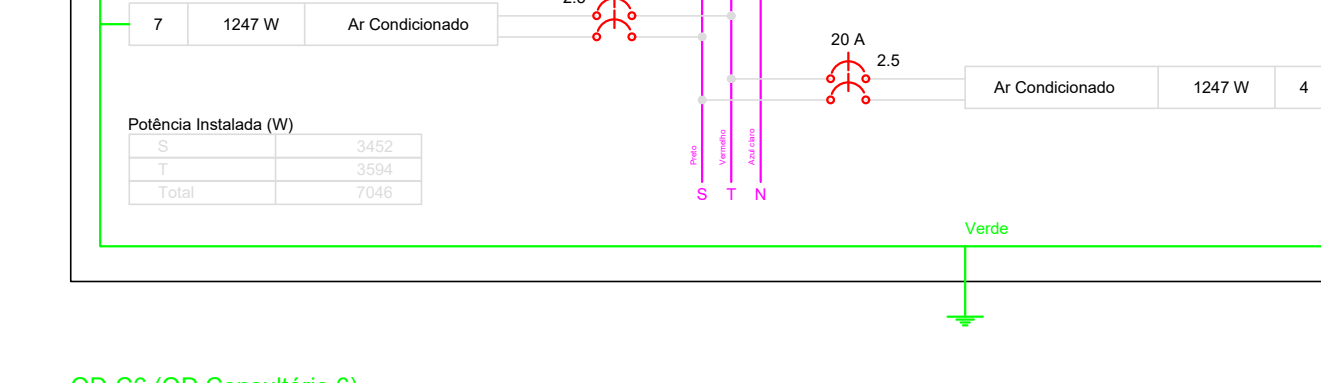 7 1247 W Ar Condicionado
20 A
2.5
Ar Condicionado 1247 W 4
Potência Instalada (W)
S 3452
T 3594
Total 7046
Preto
Vermelho
Azul claro
S T N
Verde